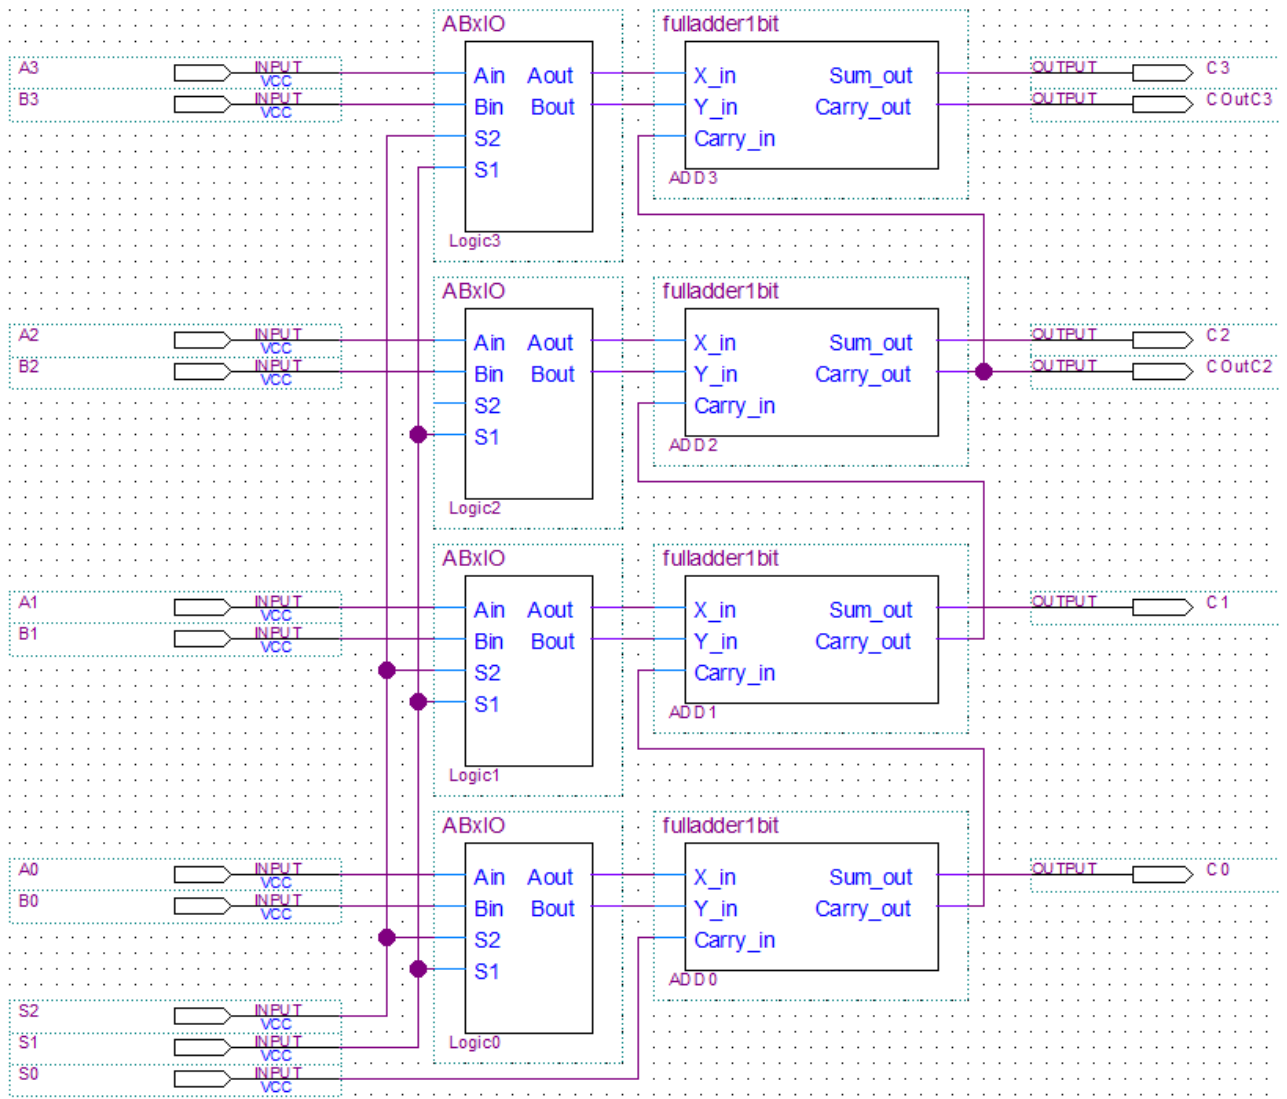 ABxIO fulladder1bit
A3 INPUT VCC Ain Aout X_in Sum_out OUTPUT C3
B3 INPUT VCC Bin Bout Y_in Carry_out OUTPUT COutC3
S2 Carry_in
S1 ADD3
Logic3
ABxIO fulladder1bit
A2 INPUT VCC Ain Aout X_in Sum_out OUTPUT C2
B2 INPUT VCC Bin Bout Y_in Carry_out OUTPUT COutC2
S2 Carry_in
S1 ADD2
Logic2
ABxIO fulladder1bit
A1 INPUT VCC Ain Aout X_in Sum_out OUTPUT C1
B1 INPUT VCC Bin Bout Y_in Carry_out
S2 Carry_in
S1 ADD1
Logic1
ABxIO fulladder1bit
A0 INPUT VCC Ain Aout X_in Sum_out OUTPUT C0
B0 INPUT VCC Bin Bout Y_in Carry_out
S2 Carry_in
S1 ADD0
S2 INPUT VCC
S1 INPUT VCC Logic0
S0 INPUT VCC